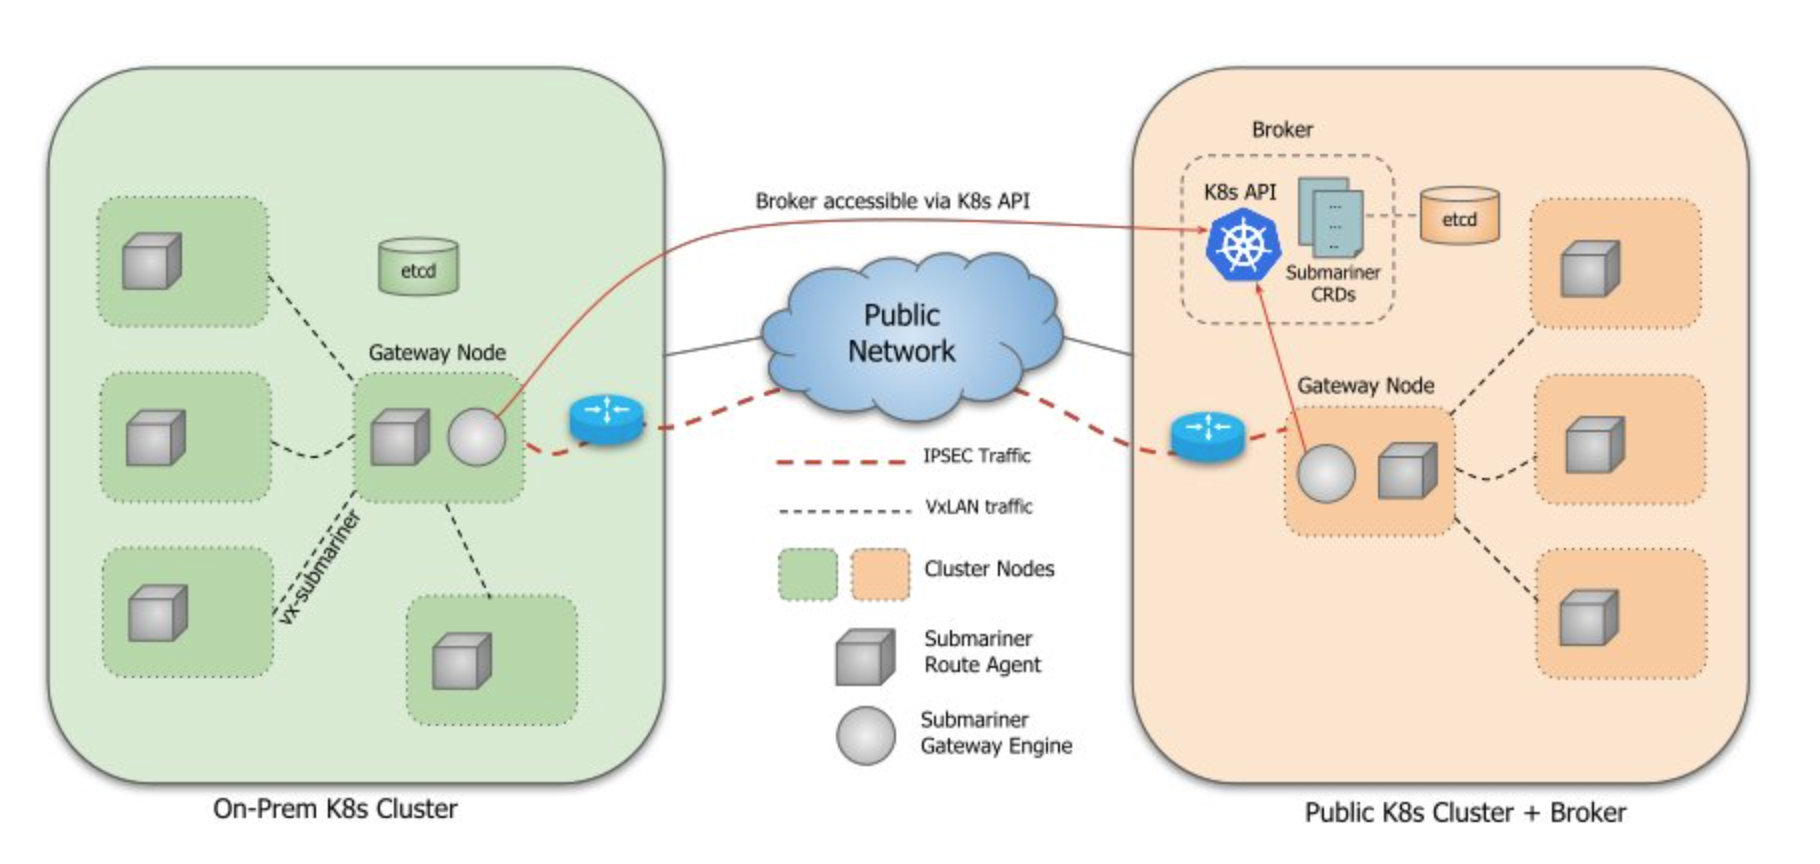 Broker
K8s API
Submariner
CRDs
etcd
Broker accessible via K8s API
etcd
Public
Network
Gateway Node
Gateway Node
vx-submariner
IPSEC Traffic
VxLAN traffic
Cluster Nodes
Submariner
Route Agent
Submariner
Gateway Engine
On-Prem K8s Cluster
Public K8s Cluster + Broker